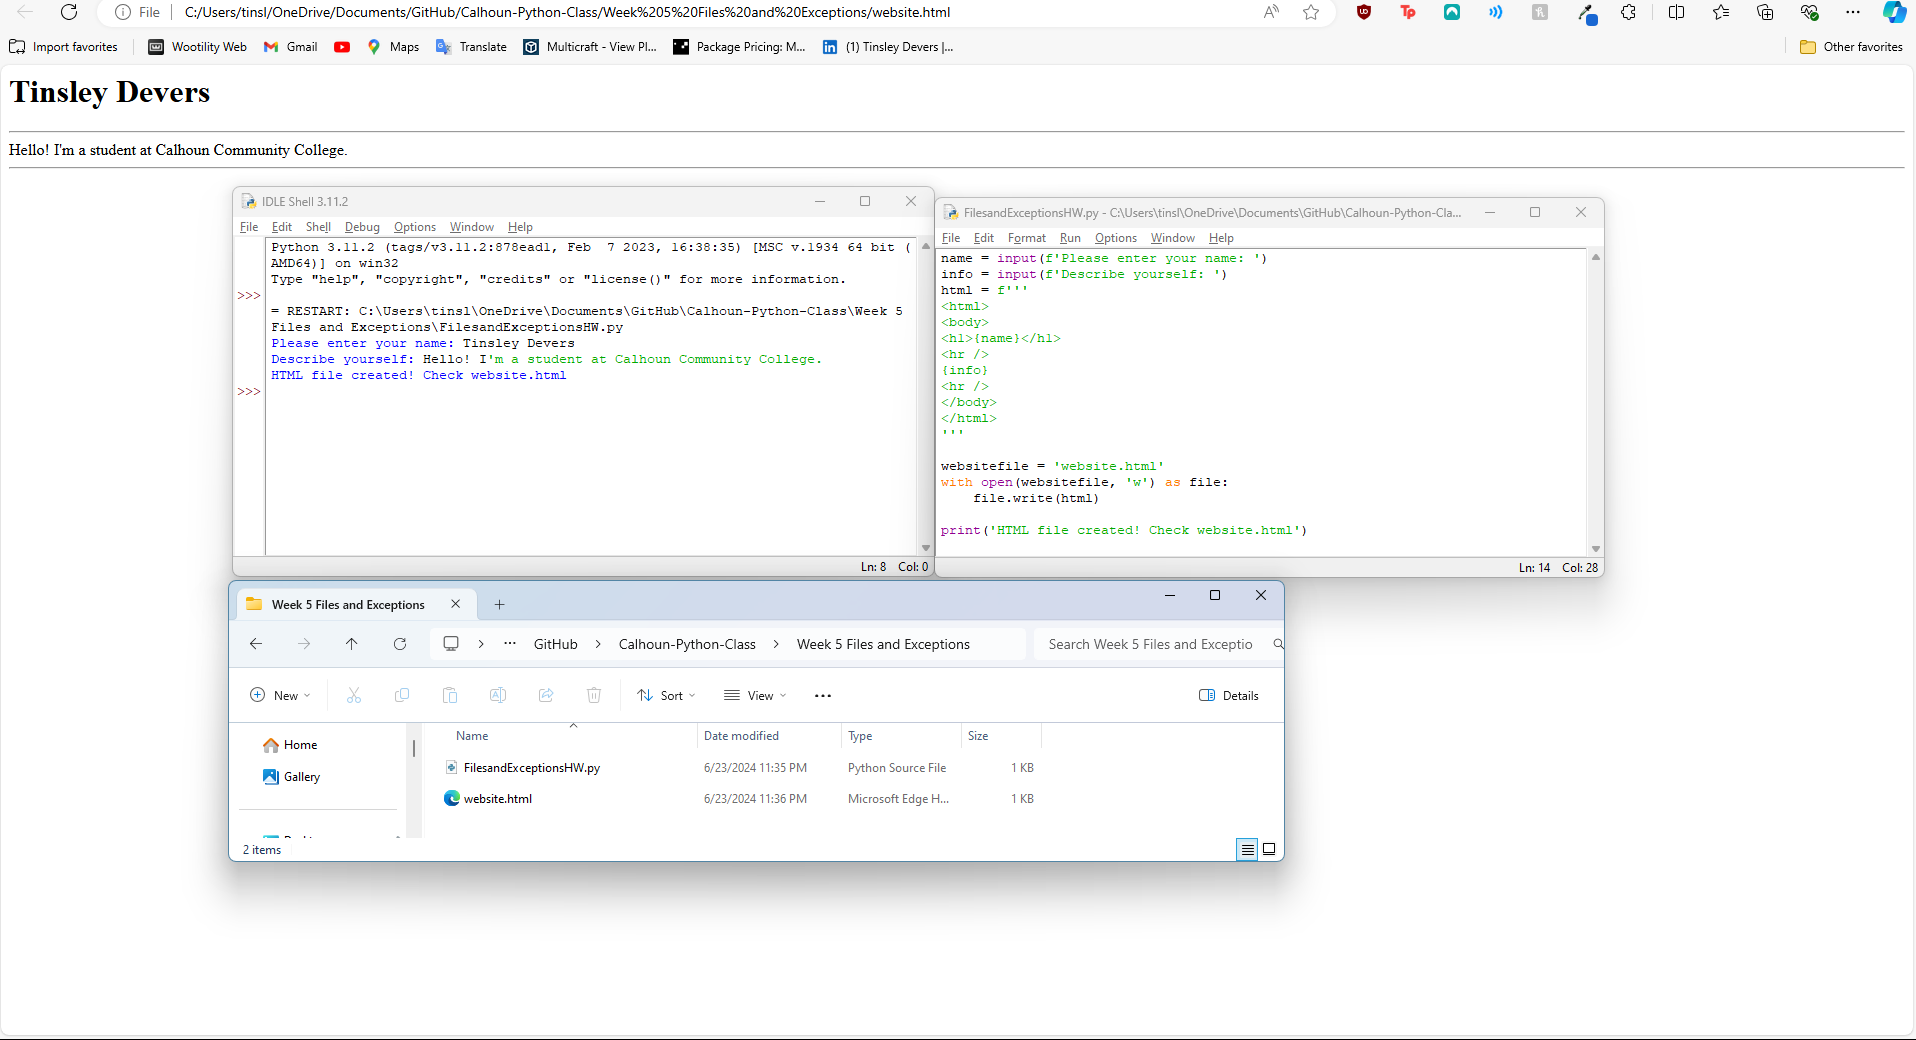 File C:/Users/tinsl/OneDrive/Documents/GitHub/Calhoun-Python-Class/Week%205%20Files%20and%20Exceptions/website.html
Import favorites Wootility Web Gmail Maps Translate Multicraft - View Pl... Package Pricing: M... (1) Tinsley Devers |... Other favorites
Tinsley Devers
Hello! I'm a student at Calhoun Community College.
IDLE Shell 3.11.2
File Edit Shell Debug Options Window Help
Python 3.11.2 (tags/v3.11.2:878ead1, Feb  7 2023, 16:38:35) [MSC v.1934 64 bit (
AMD64)] on win32
Type "help", "copyright", "credits" or "license()" for more information.
>>>
= RESTART: C:\Users\tinsl\OneDrive\Documents\GitHub\Calhoun-Python-Class\Week 5
Files and Exceptions\FilesandExceptionsHW.py
Please enter your name: Tinsley Devers
Describe yourself: Hello! I'm a student at Calhoun Community College.
HTML file created! Check website.html
>>>
Ln: 8 Col: 0
FilesandExceptionsHW.py - C:\Users\tinsl\OneDrive\Documents\GitHub\Calhoun-Python-Cla...
File Edit Format Run Options Window Help
name = input(f'Please enter your name: ')
info = input(f'Describe yourself: ')
html = f'''
<html>
<body>
<h1>{name}</h1>
<hr />
{info}
<hr />
</body>
</html>
'''
websitefile = 'website.html'
with open(websitefile, 'w') as file:
    file.write(html)
print('HTML file created! Check website.html')
Ln: 14 Col: 28
Week 5 Files and Exceptions
GitHub > Calhoun-Python-Class > Week 5 Files and Exceptions Search Week 5 Files and Exceptio
New Sort View ... Details
Home
Gallery
Name Date modified Type Size
FilesandExceptionsHW.py 6/23/2024 11:35 PM Python Source File 1 KB
website.html 6/23/2024 11:36 PM Microsoft Edge H... 1 KB
2 items